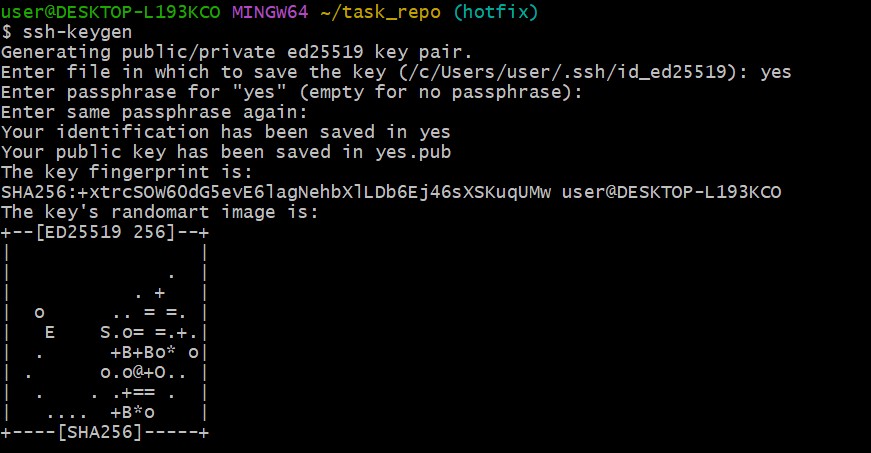 user@DESKTOP-L193KCO MINGW64 ~/task_repo (hotfix)
$ ssh-keygen
Generating public/private ed25519 key pair.
Enter file in which to save the key (/c/Users/user/.ssh/id_ed25519): yes
Enter passphrase for "yes" (empty for no passphrase):
Enter same passphrase again:
Your identification has been saved in yes
Your public key has been saved in yes.pub
The key fingerprint is:
SHA256:+xtrcSOW6OdG5evE6lagNehbXlLDb6Ej46sXSKuqUMw user@DESKTOP-L193KCO
The key's randomart image is:
+--[ED25519 256]--+
|                 |
|              .  |
|           . +   |
|  o      .. = =. |
|   E    S.o= =.+.|
|  .      +B+Bo* o|
| .      o.o@+O.. |
|  .    . .+== .  |
|   ....  +B*o    |
+----[SHA256]-----+